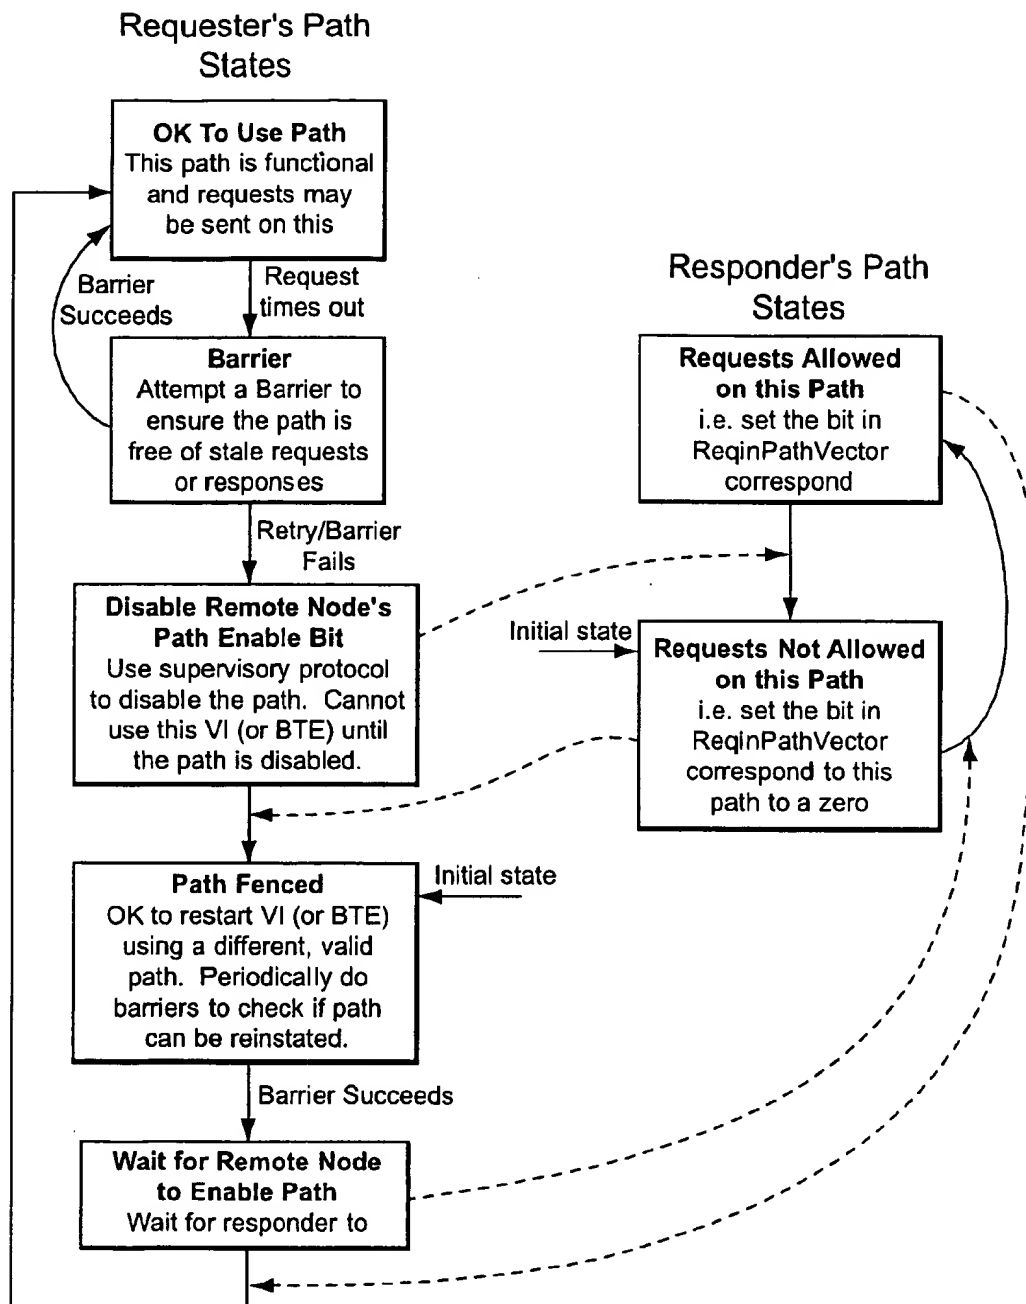 Requester's Path
States
OK To Use Path
This path is functional
and requests may
be sent on this
Barrier
Succeeds
Request
times out
Barrier
Attempt a Barrier to
ensure the path is
free of stale requests
or responses
Retry/Barrier
Fails
Disable Remote Node's
Path Enable Bit
Use supervisory protocol
to disable the path. Cannot
use this VI (or BTE) until
the path is disabled.
Path Fenced
OK to restart VI (or BTE)
using a different, valid
path. Periodically do
barriers to check if path
can be reinstated.
Initial state
Barrier Succeeds
Wait for Remote Node
to Enable Path
Wait for responder to
Responder's Path
States
Requests Allowed
on this Path
i.e. set the bit in
ReqinPathVector
correspond
Initial state
Requests Not Allowed
on this Path
i.e. set the bit in
ReqinPathVector
correspond to this
path to a zero